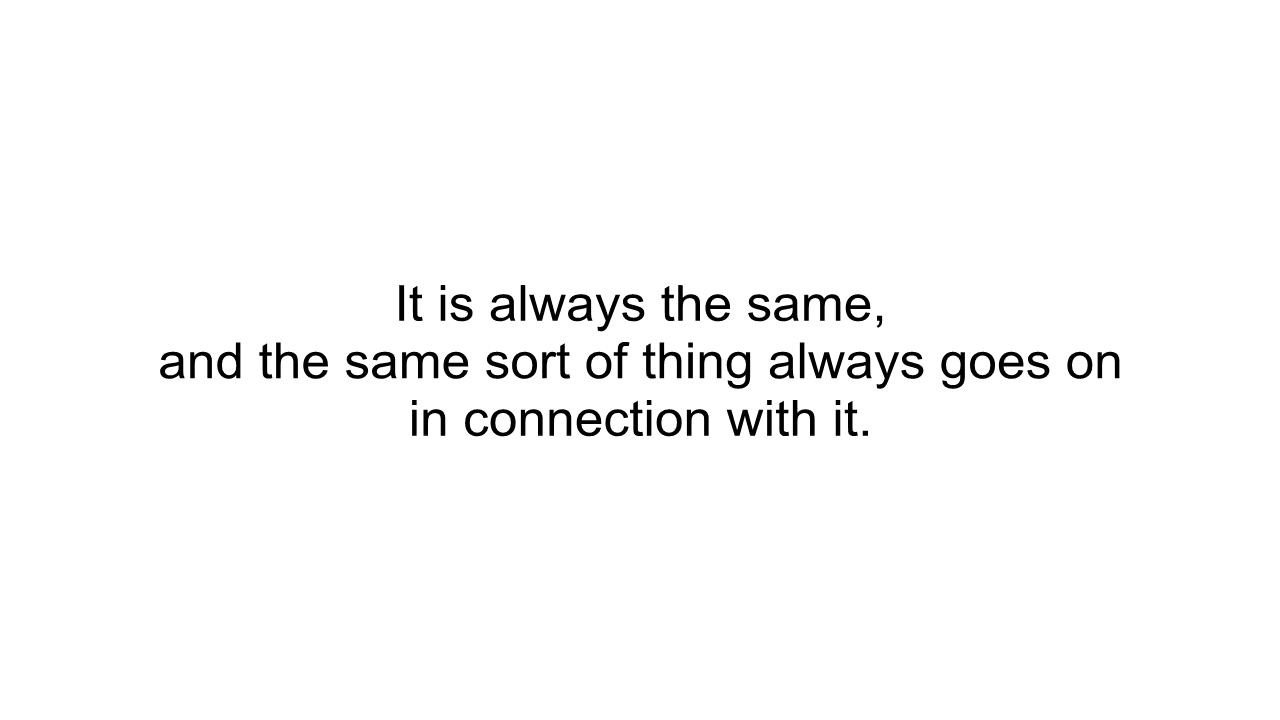 It is always the same,
and the same sort of thing always goes on
in connection with it.